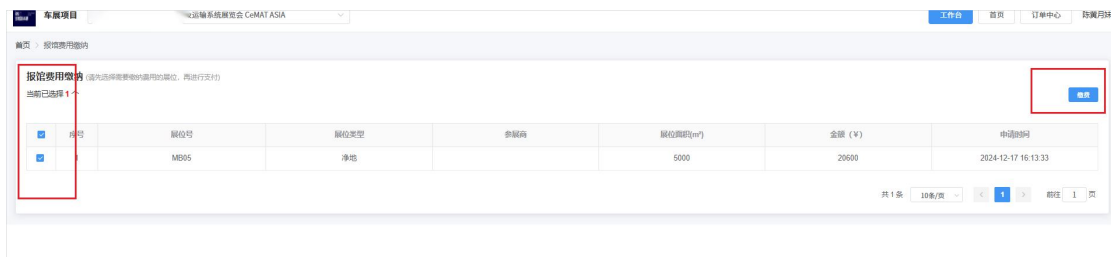 车展项目 运输系统展览会 CeMAT ASIA 工作台 首页 订单中心 陈黄月妹
首页 > 报馆费用缴纳
报馆费用缴纳 (请先选择需要缴纳费用的展位，再进行支付)
当前已选择 1 个
缴费
序号 展位号 展位类型 参展商 展位面积(m²) 金额（¥） 申请时间
1 MB05 净地 5000 20600 2024-12-17 16:13:33
共 1 条 10条/页 < 1 > 前往 1 页